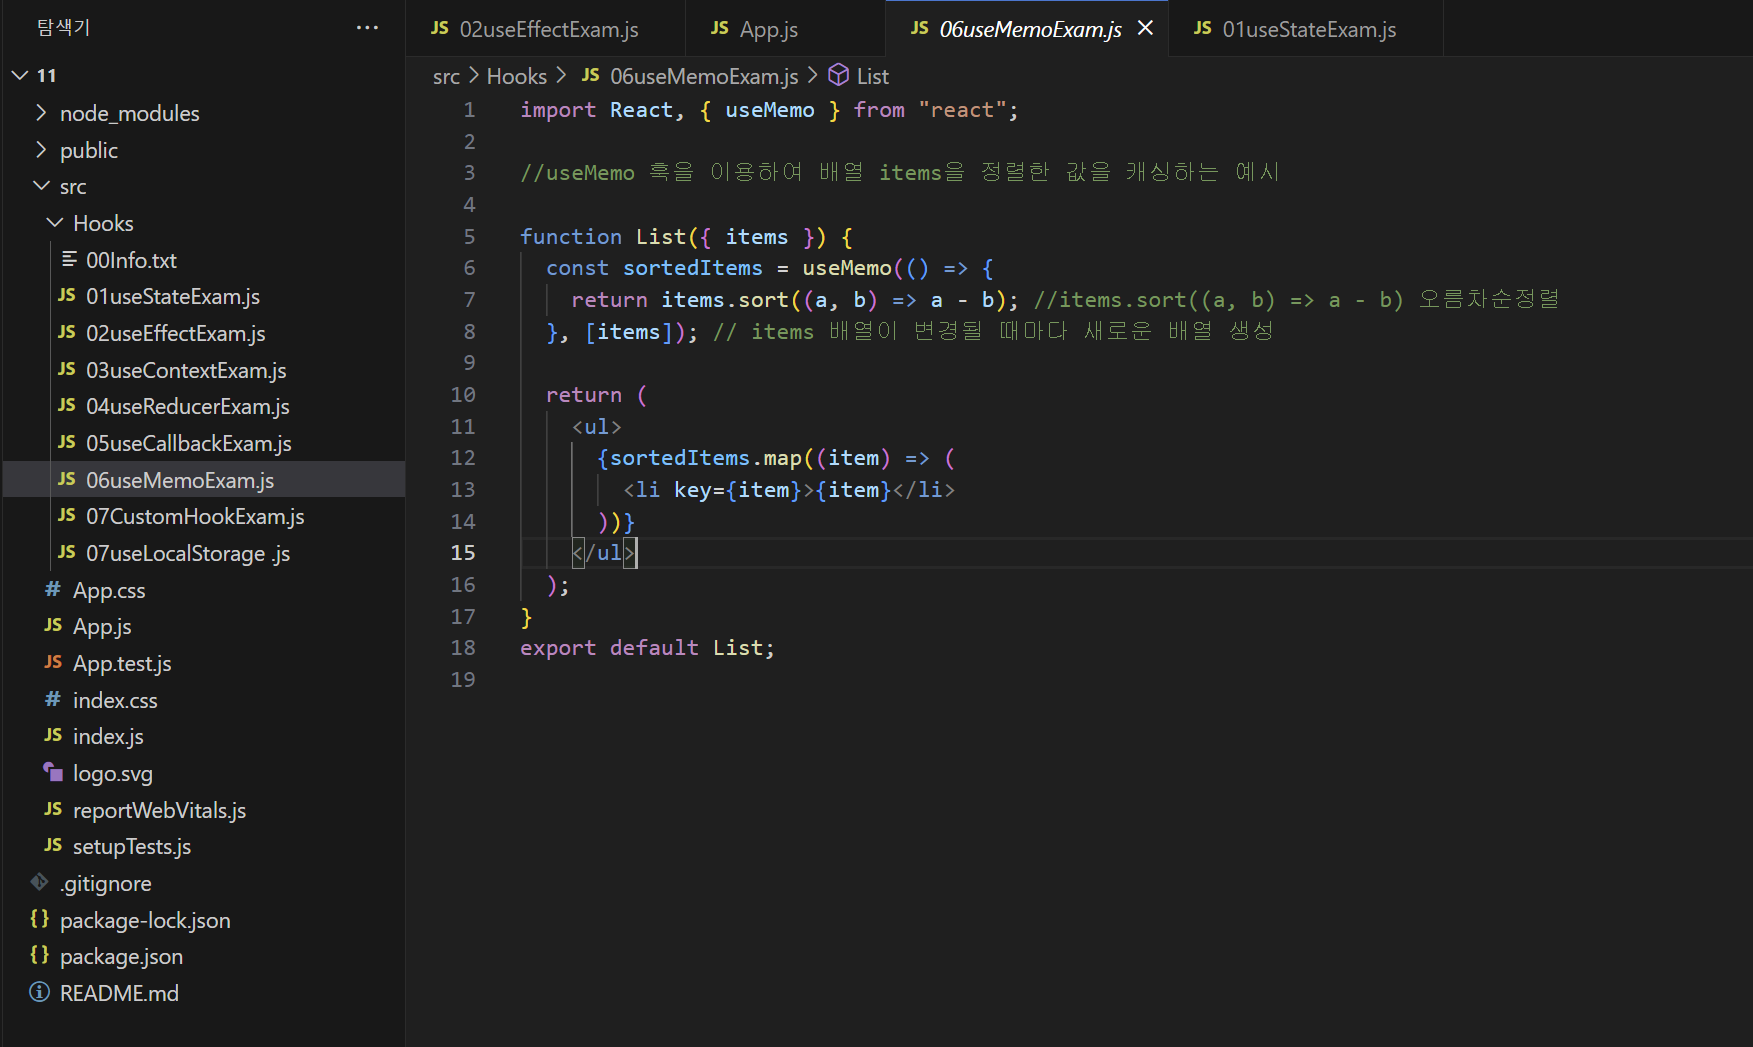 탐색기
···
11
node_modules
public
src
Hooks
00Info.txt
JS 01useStateExam.js
JS 02useEffectExam.js
JS 03useContextExam.js
JS 04useReducerExam.js
JS 05useCallbackExam.js
JS 06useMemoExam.js
JS 07CustomHookExam.js
JS 07useLocalStorage .js
# App.css
JS App.js
JS App.test.js
# index.css
JS index.js
logo.svg
JS reportWebVitals.js
JS setupTests.js
.gitignore
{} package-lock.json
{} package.json
README.md
JS 02useEffectExam.js JS App.js JS 06useMemoExam.js JS 01useStateExam.js
src > Hooks > JS 06useMemoExam.js > List
1 import React, { useMemo } from "react";
2
3 //useMemo 훅을 이용하여 배열 items을 정렬한 값을 캐싱하는 예시
4
5 function List({ items }) {
6 const sortedItems = useMemo(() => {
7 return items.sort((a, b) => a - b); //items.sort((a, b) => a - b) 오름차순정렬
8 }, [items]); // items 배열이 변경될 때마다 새로운 배열 생성
9
10 return (
11 <ul>
12 {sortedItems.map((item) => (
13 <li key={item}>{item}</li>
14 ))}
15 </ul>
16 );
17 }
18 export default List;
19